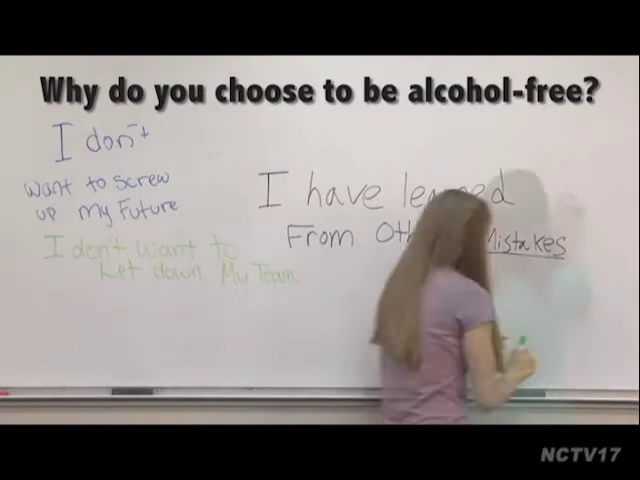 Why do you choose to be alcohol-free?
I don't
want to screw
up my Future
I don't want to
Let down My Team
I have
From
Mistakes
NCTV17